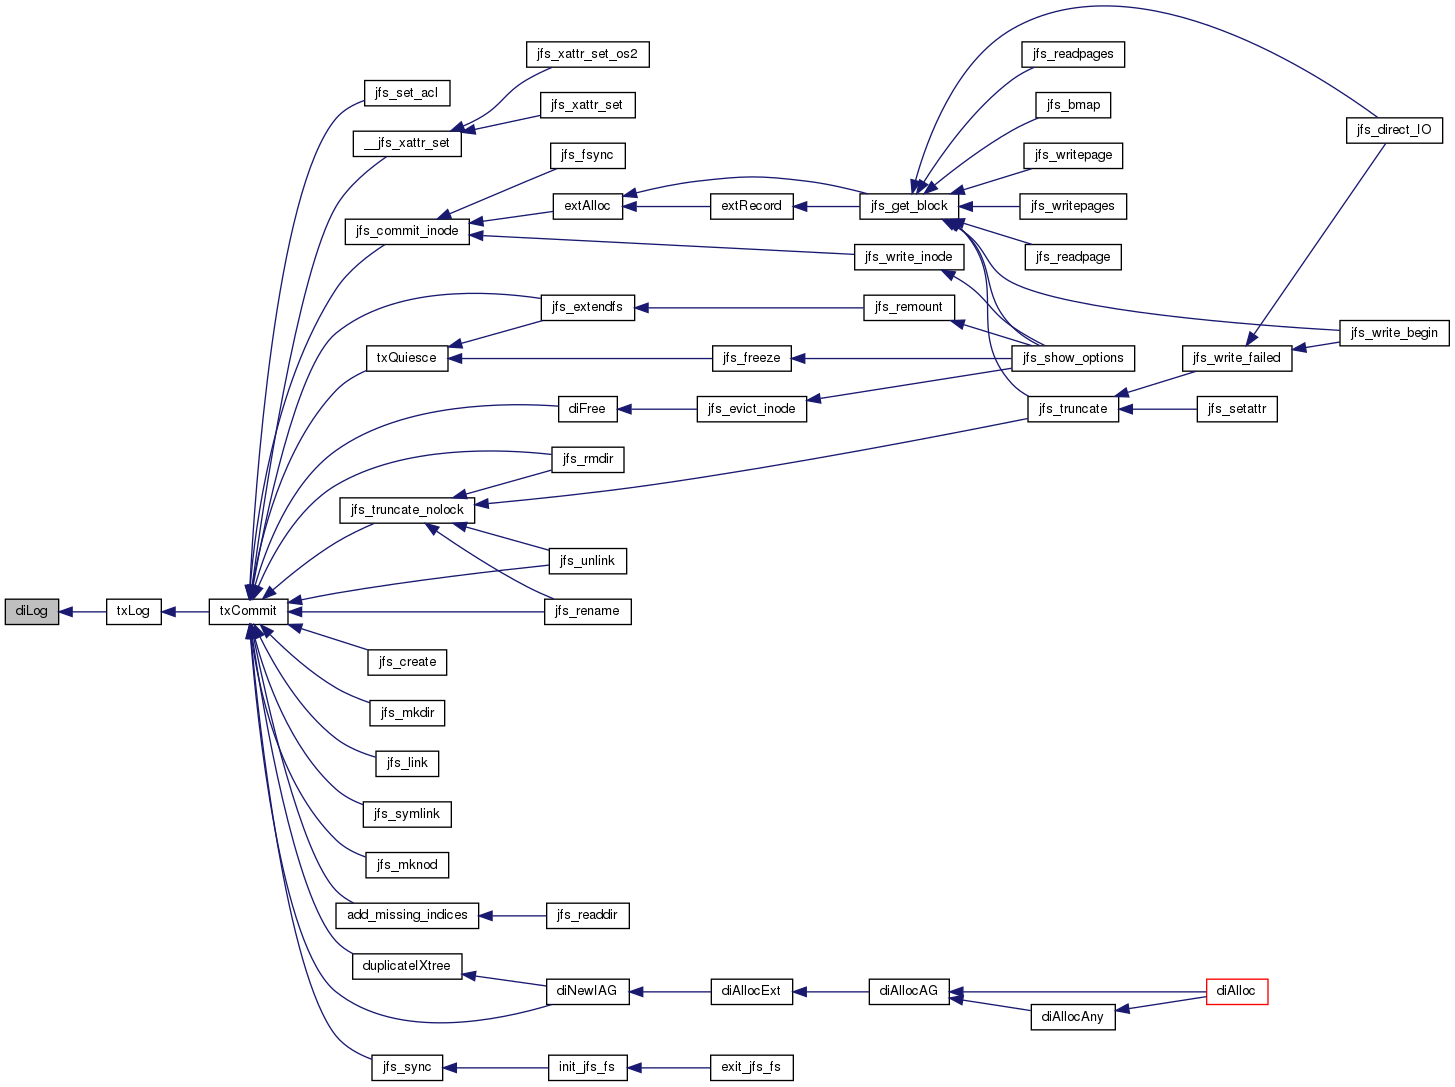 jfs_xattr_set_os2
jfs_readpages
jfs_set_acl
jfs_xattr_set
jfs_bmap
jfs_direct_IO
__jfs_xattr_set
jfs_fsync
jfs_writepage
extAlloc
extRecord
jfs_get_block
jfs_writepages
jfs_commit_inode
jfs_write_inode
jfs_readpage
jfs_extendfs
jfs_remount
jfs_write_begin
txQuiesce
jfs_freeze
jfs_show_options
jfs_write_failed
diFree
jfs_evict_inode
jfs_truncate
jfs_setattr
jfs_rmdir
jfs_truncate_nolock
jfs_unlink
diLog
txLog
txCommit
jfs_rename
jfs_create
jfs_mkdir
jfs_link
jfs_symlink
jfs_mknod
add_missing_indices
jfs_readdir
duplicateIXtree
diNewIAG
diAllocExt
diAllocAG
diAlloc
diAllocAny
jfs_sync
init_jfs_fs
exit_jfs_fs